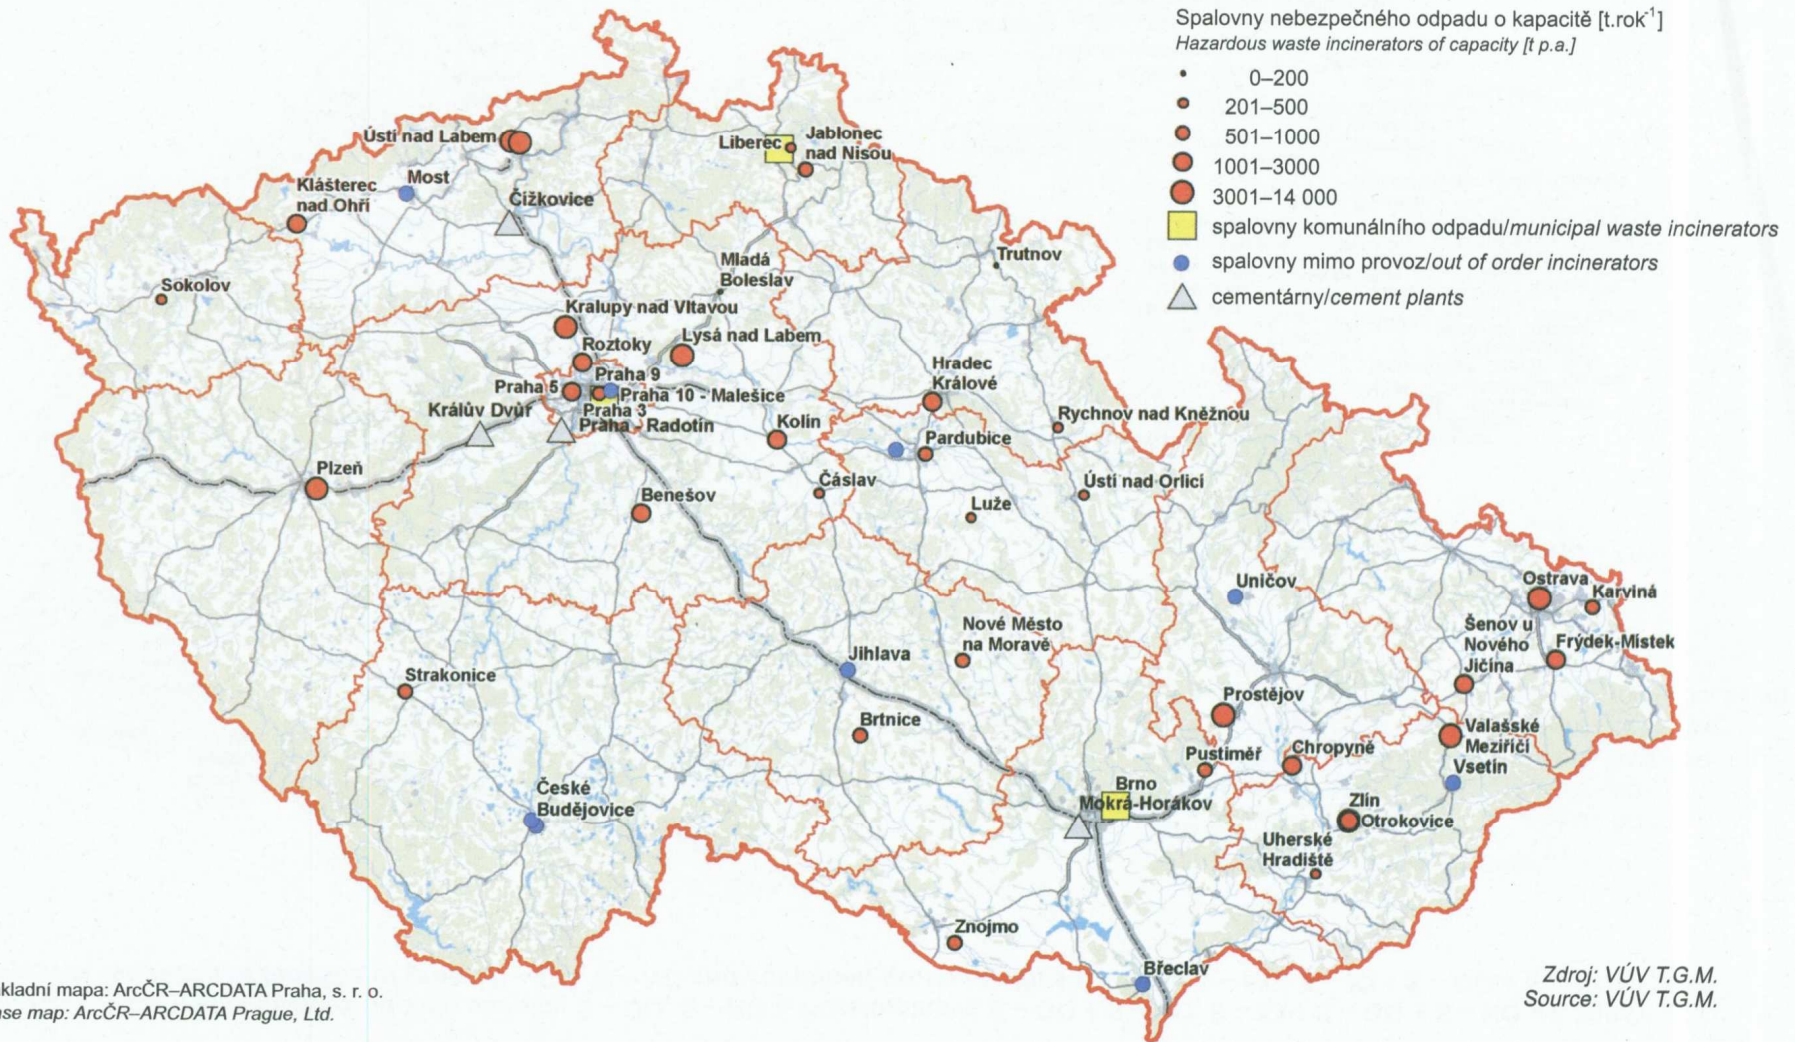 Spalovny nebezpečného odpadu o kapacitě [t.rok⁻¹]
Hazardous waste incinerators of capacity [t p.a.]
0–200
201–500
501–1000
1001–3000
3001–14 000
spalovny komunálního odpadu/municipal waste incinerators
spalovny mimo provoz/out of order incinerators
cementárny/cement plants
Ústí nad Labem
Liberec
Jablonec
nad Nisou
Most
Klášterec
nad Ohří
Čížkovice
Trutnov
Mladá
Boleslav
Sokolov
Kralupy nad Vltavou
Lysá nad Labem
Roztoky
Hradec
Králové
Praha 9
Praha 5
Praha 10 - Malešice
Králův Dvůr
Praha 3
Praha - Radotín
Kolín
Rychnov nad Kněžnou
Pardubice
Plzeň
Čáslav
Ústí nad Orlicí
Benešov
Luže
Uničov
Ostrava
Karviná
Nové Město
na Moravě
Šenov u
Nového
Jičína
Frýdek-Místek
Jihlava
Strakonice
Prostějov
Brtnice
Valašské
Meziříčí
Pustiměř
Chropyně
Vsetín
České
Budějovice
Brno
Mokrá-Horákov
Zlín
Otrokovice
Uherské
Hradiště
Znojmo
Břeclav
kladní mapa: ArcČR–ARCDATA Praha, s. r. o.
ase map: ArcČR–ARCDATA Prague, Ltd.
Zdroj: VÚV T.G.M.
Source: VÚV T.G.M.